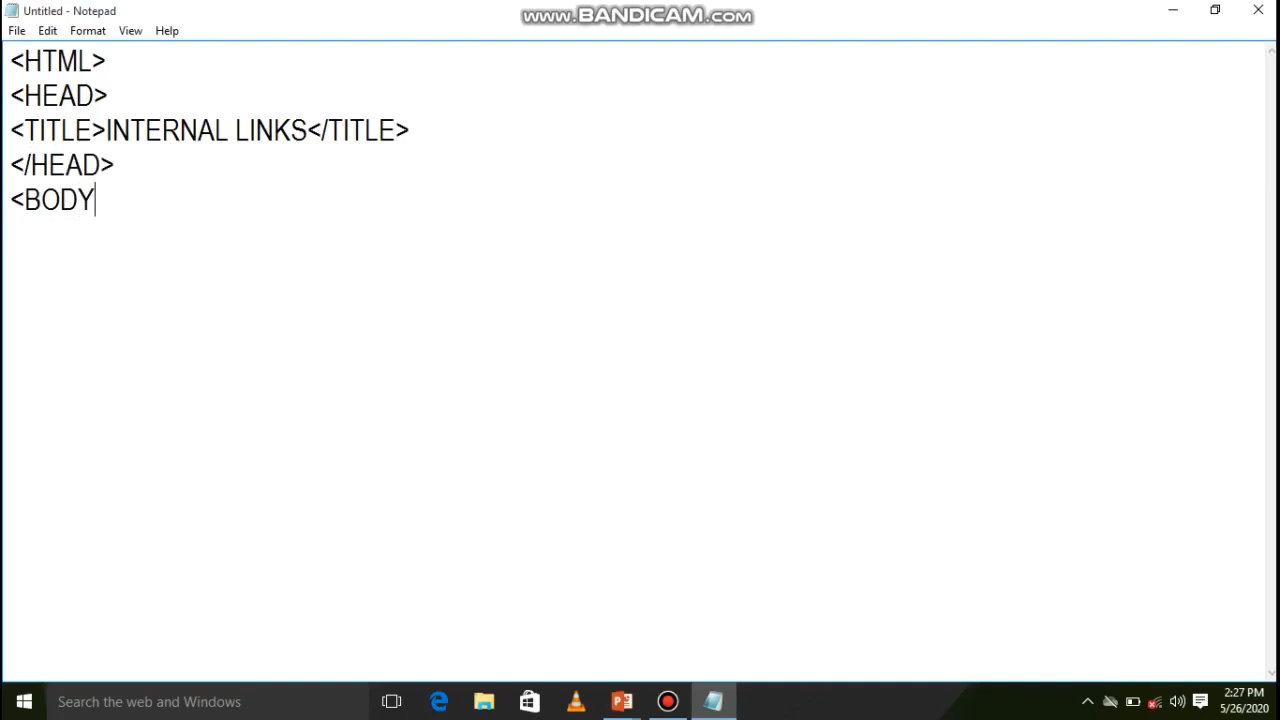 Untitled - Notepad
www.BANDICAM.com
File Edit Format View Help
<HTML>
<HEAD>
<TITLE>INTERNAL LINKS</TITLE>
</HEAD>
<BODY
Search the web and Windows
2:27 PM
5/26/2020